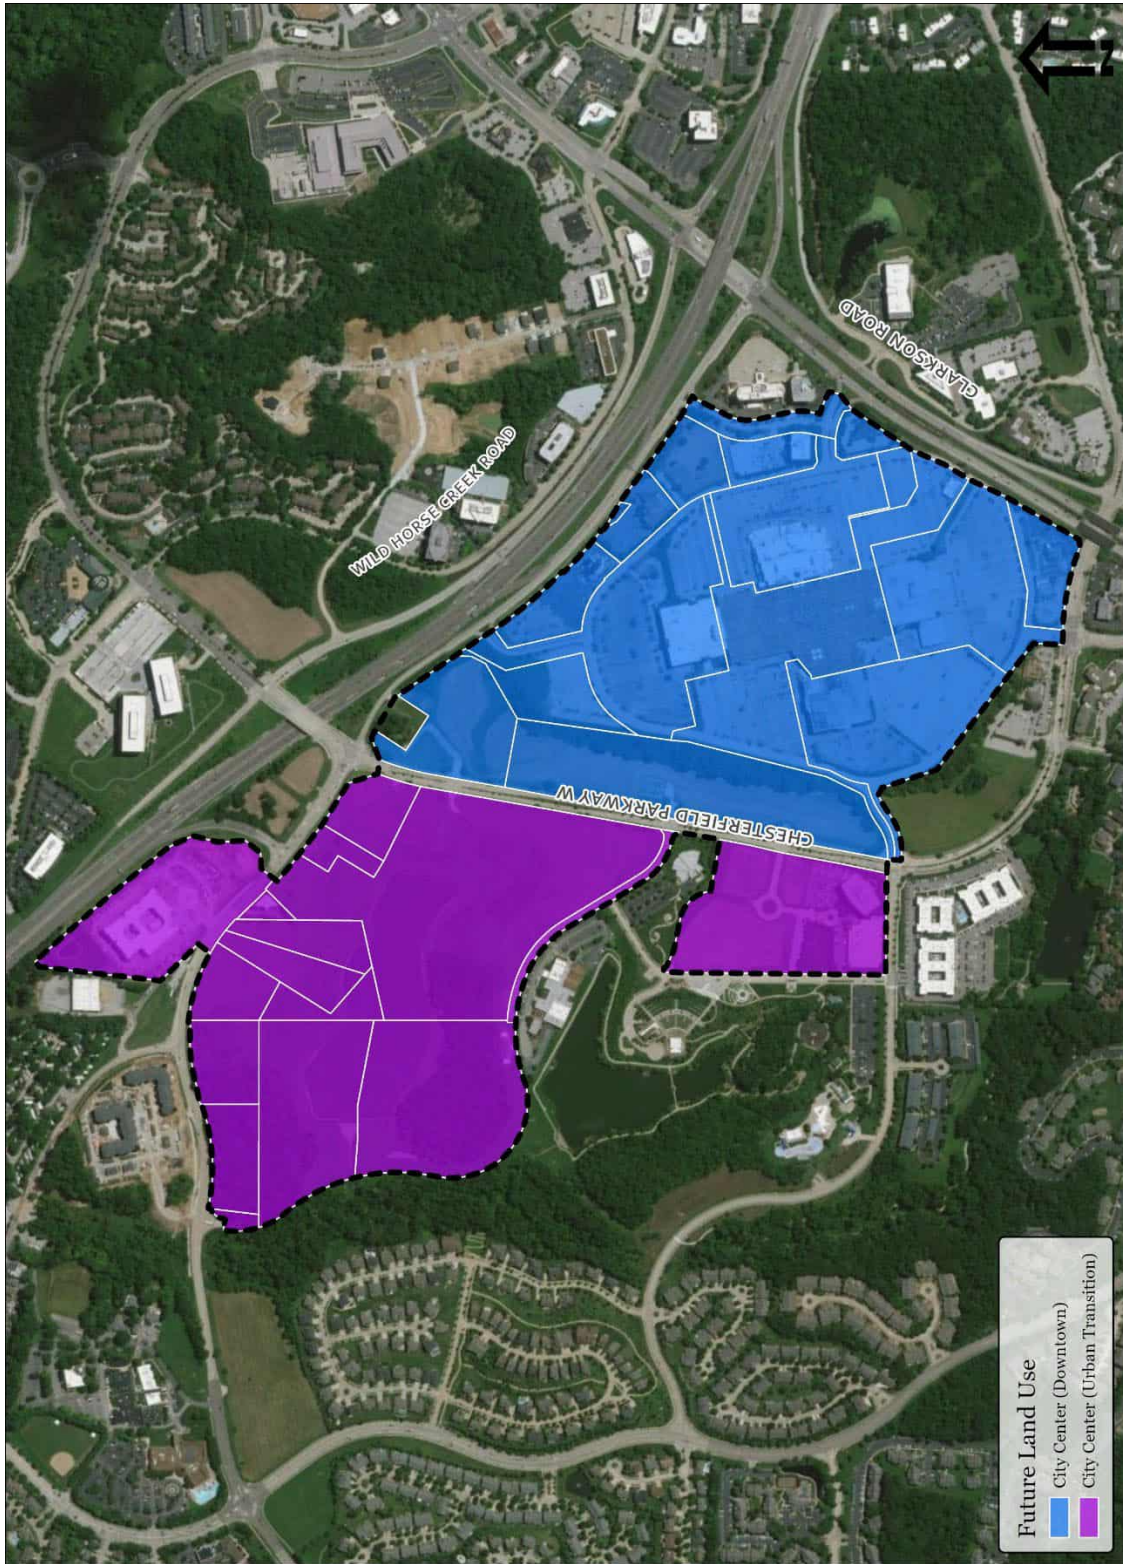 N
WILD HORSE CREEK ROAD
CLARKSON ROAD
CHESTERFIELD PARKWAY W
Future Land Use
City Center (Downtown)
City Center (Urban Transition)